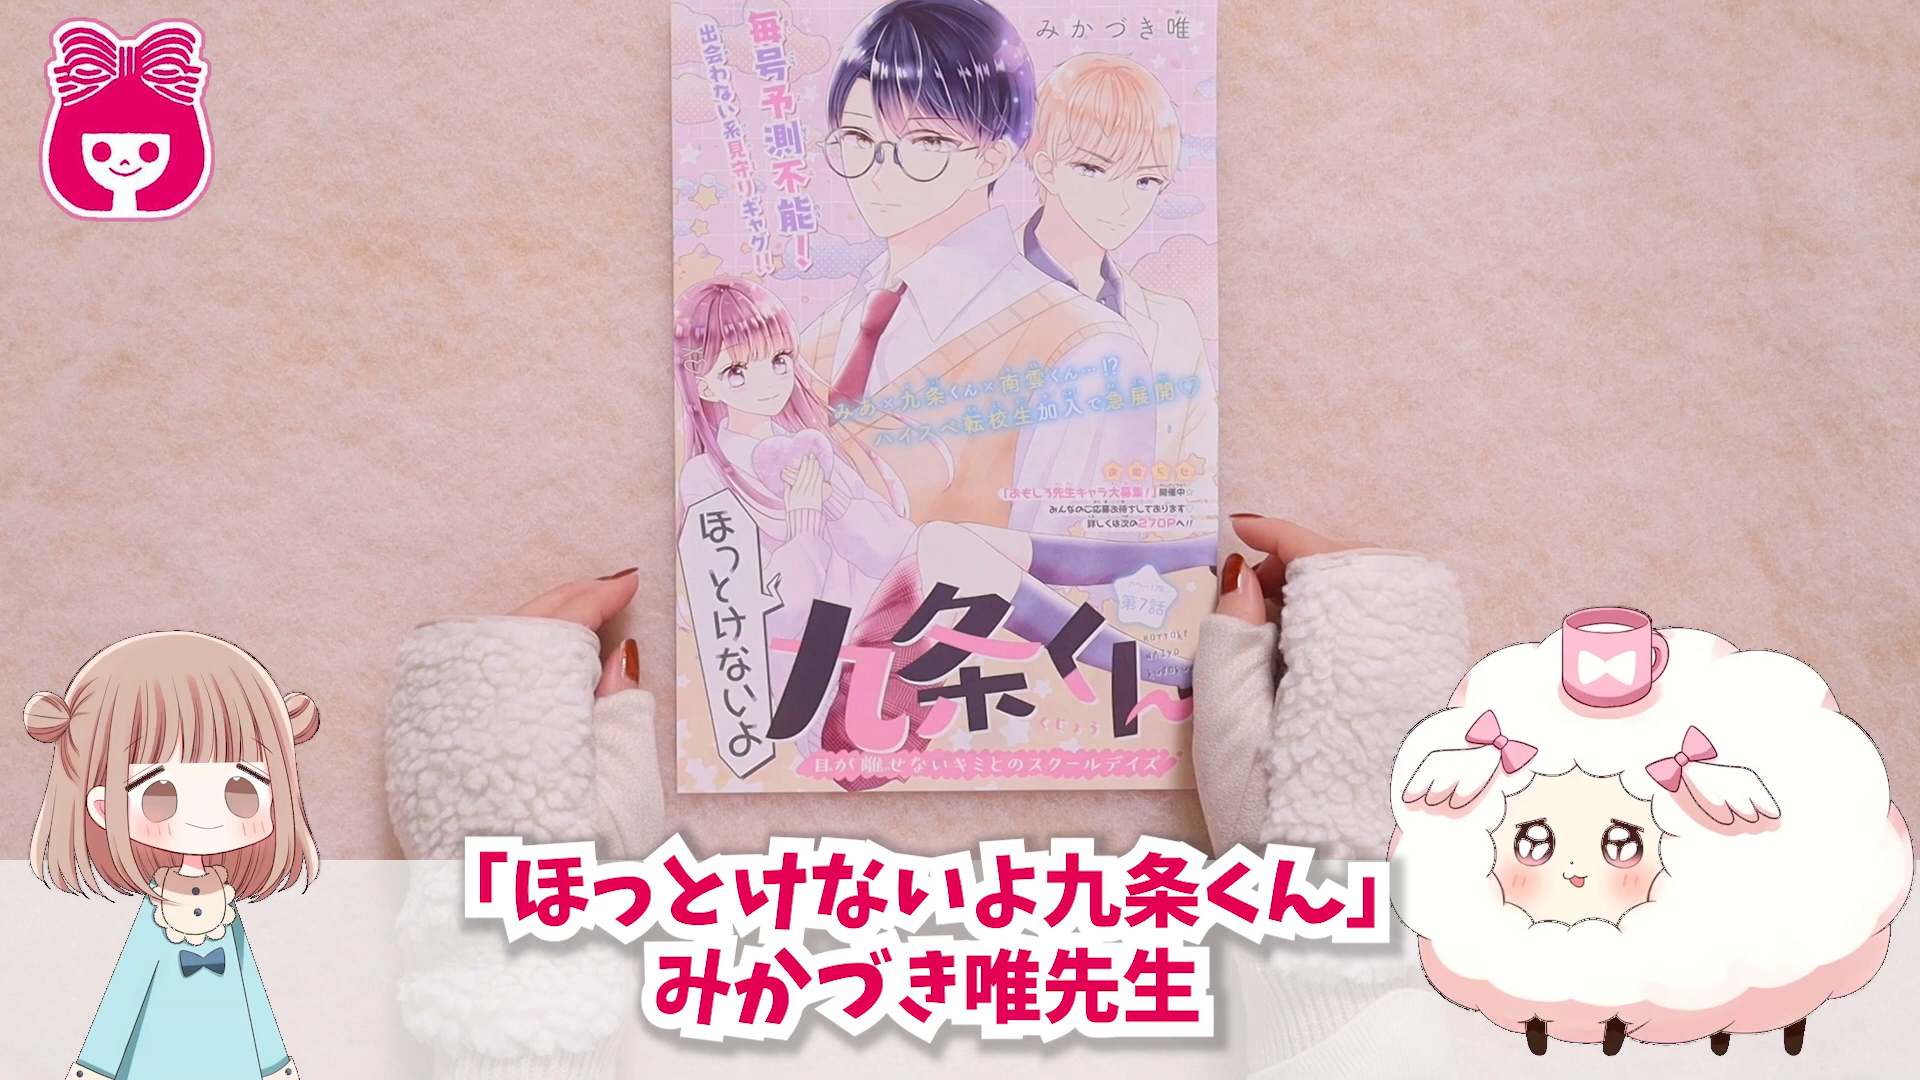 みかづき唯
毎号予測不能!
出会わない系見守りギャグ!!
みあ×九条くん×南雲くん…!?
ハイスペ転校生加入で急展開♡
お知らせ
「おもしろ先生キャラ大募集!」開催中☆
みんなのご応募お待ちしております♡
詳しくは次の270Pへ!!
第7話
ほっとけないよ
九条くん
くじょう
目が離せないキミとのスクールデイズ
「ほっとけないよ九条くん」
みかづき唯先生